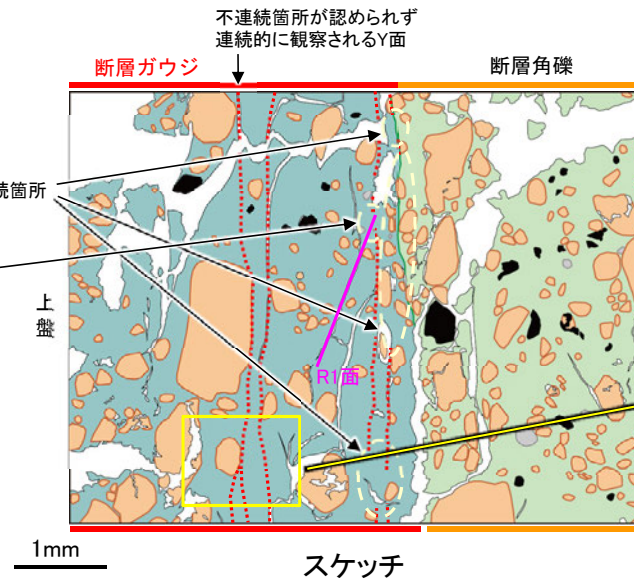 不連続箇所が認められず
連続的に観察されるY面
断層ガウジ
断層角礫
続箇所
上
盤
R1面
1mm
スケッチ